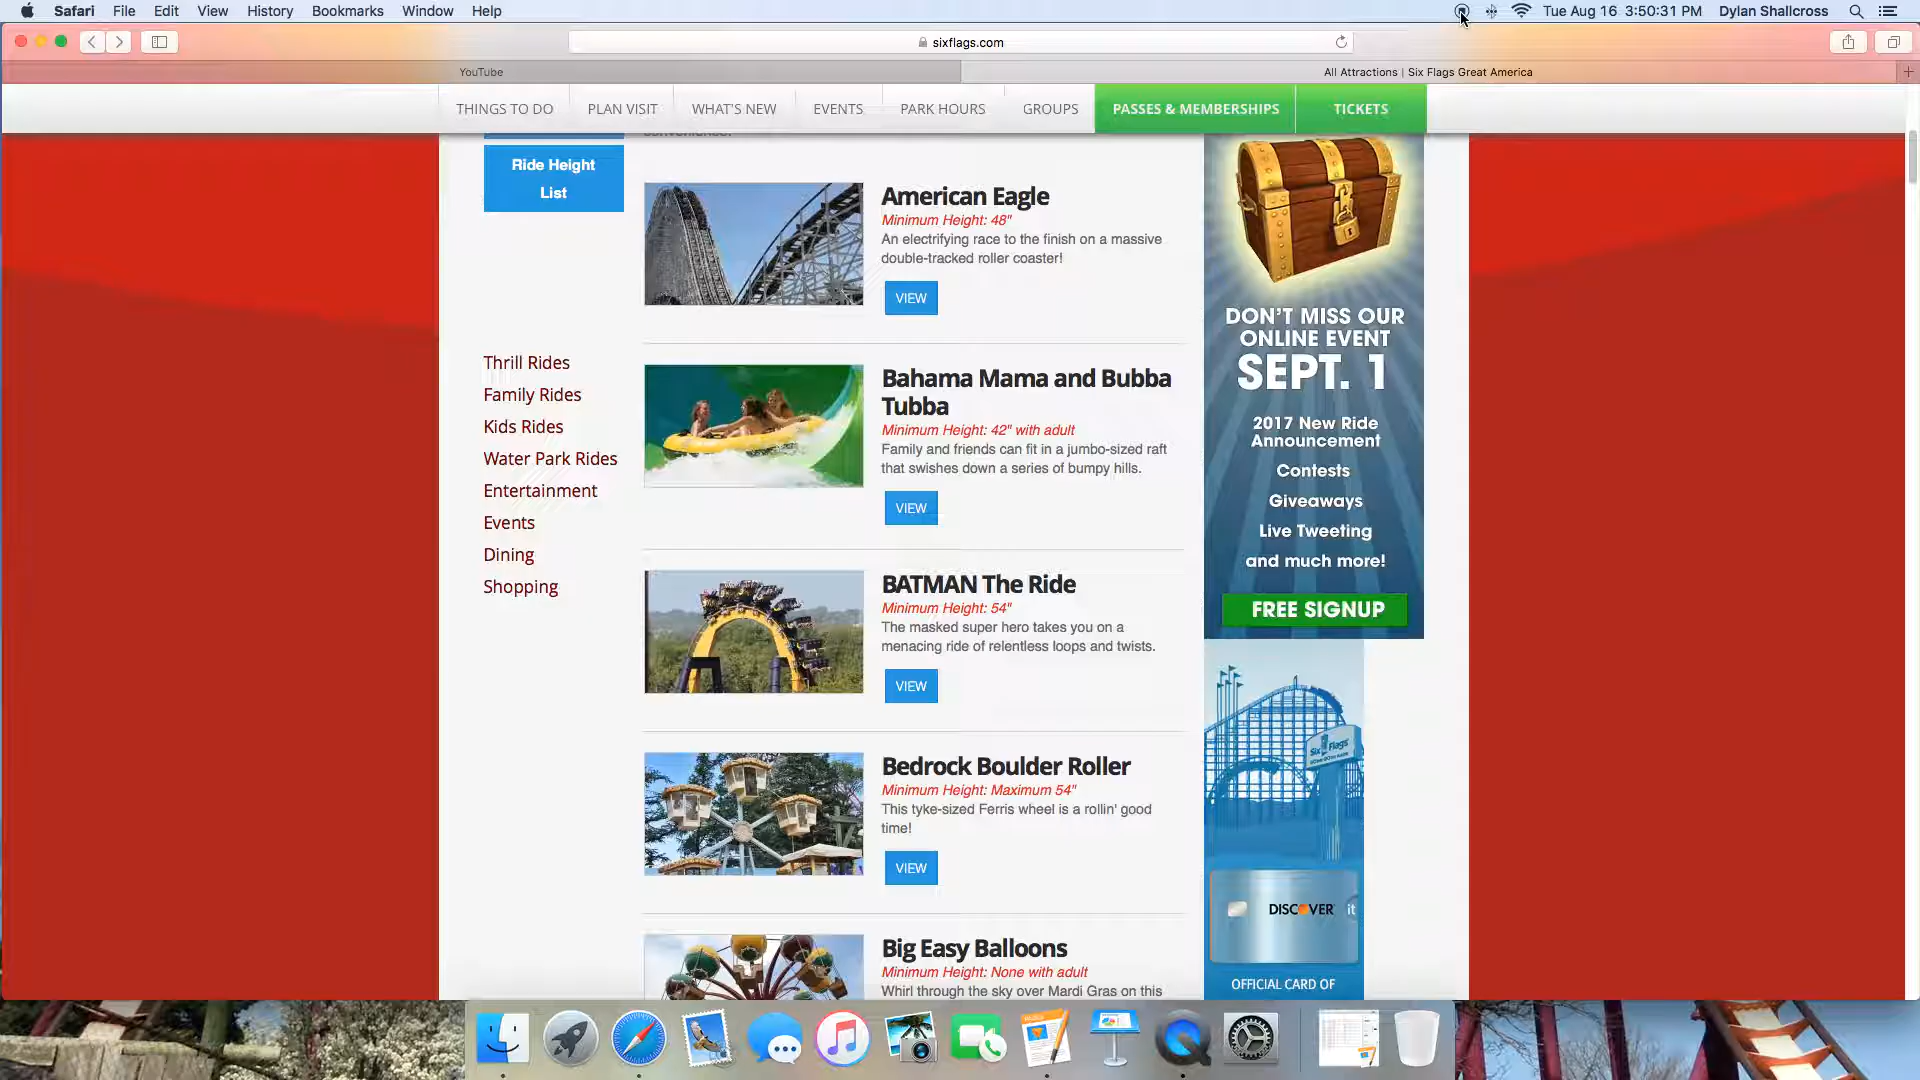 Safari File Edit View History Bookmarks Window Help
Tue Aug 16 3:50:31 PM Dylan Shallcross
sixflags.com
YouTube
All Attractions | Six Flags Great America
THINGS TO DO
PLAN VISIT
WHAT'S NEW
EVENTS
PARK HOURS
GROUPS
PASSES & MEMBERSHIPS
TICKETS
Ride Height
List
Thrill Rides
Family Rides
Kids Rides
Water Park Rides
Entertainment
Events
Dining
Shopping
American Eagle
Minimum Height: 48"
An electrifying race to the finish on a massive
double-tracked roller coaster!
VIEW
Bahama Mama and Bubba
Tubba
Minimum Height: 42" with adult
Family and friends can fit in a jumbo-sized raft
that swishes down a series of bumpy hills.
VIEW
BATMAN The Ride
Minimum Height: 54"
The masked super hero takes you on a
menacing ride of relentless loops and twists.
VIEW
Bedrock Boulder Roller
Minimum Height: Maximum 54"
This tyke-sized Ferris wheel is a rollin' good
time!
VIEW
Big Easy Balloons
Minimum Height: None with adult
Whirl through the sky over Mardi Gras on this
DON'T MISS OUR
ONLINE EVENT
SEPT. 1
2017 New Ride
Announcement
Contests
Giveaways
Live Tweeting
and much more!
FREE SIGNUP
Six Flags
DISCOVER it
OFFICIAL CARD OF